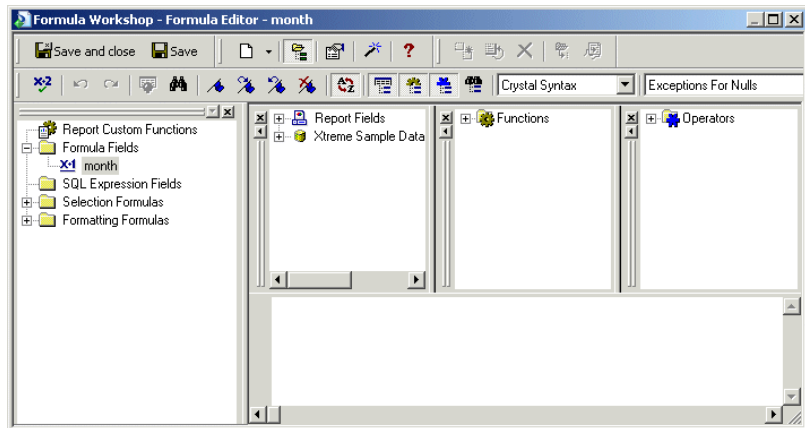 Formula Workshop - Formula Editor - month
Save and close Save
Crystal Syntax Exceptions For Nulls
Report Custom Functions
Formula Fields
month
SQL Expression Fields
Selection Formulas
Formatting Formulas
Report Fields
Xtreme Sample Data
Functions
Operators